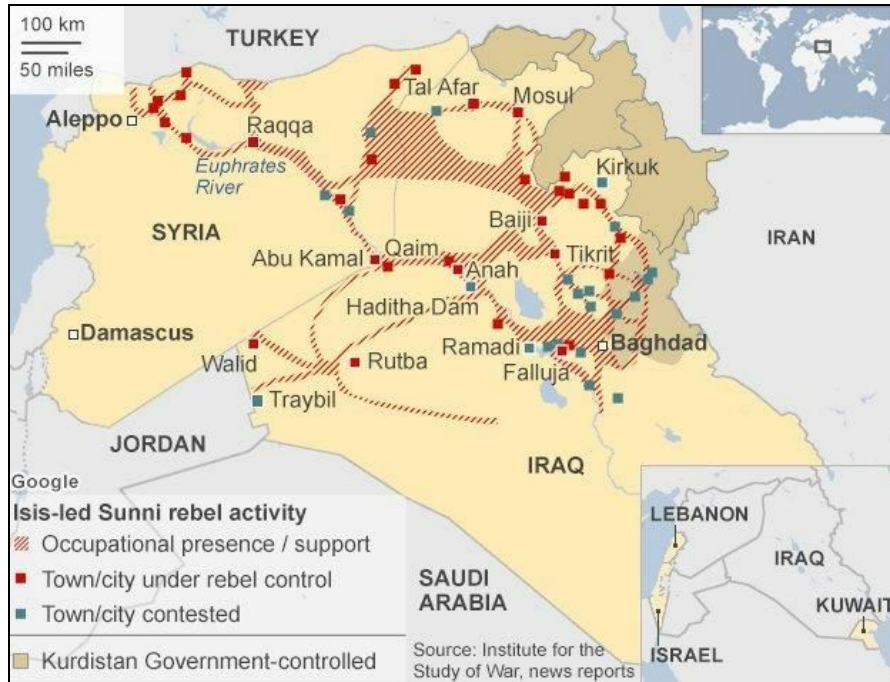 100 km
50 miles
TURKEY
Tal Afar
Mosul
Aleppo
Raqqa
Euphrates
River
Kirkuk
SYRIA
Baiji
IRAN
Abu Kamal
Qaim
Tikrit
Anah
Haditha Dam
Damascus
Ramadi
Baghdad
Walid
Rutba
Falluja
Traybil
JORDAN
IRAQ
Google
Isis-led Sunni rebel activity
Occupational presence / support
Town/city under rebel control
Town/city contested
Kurdistan Government-controlled
SAUDI
ARABIA
Source: Institute for the
Study of War, news reports
LEBANON
IRAQ
KUWAIT
ISRAEL